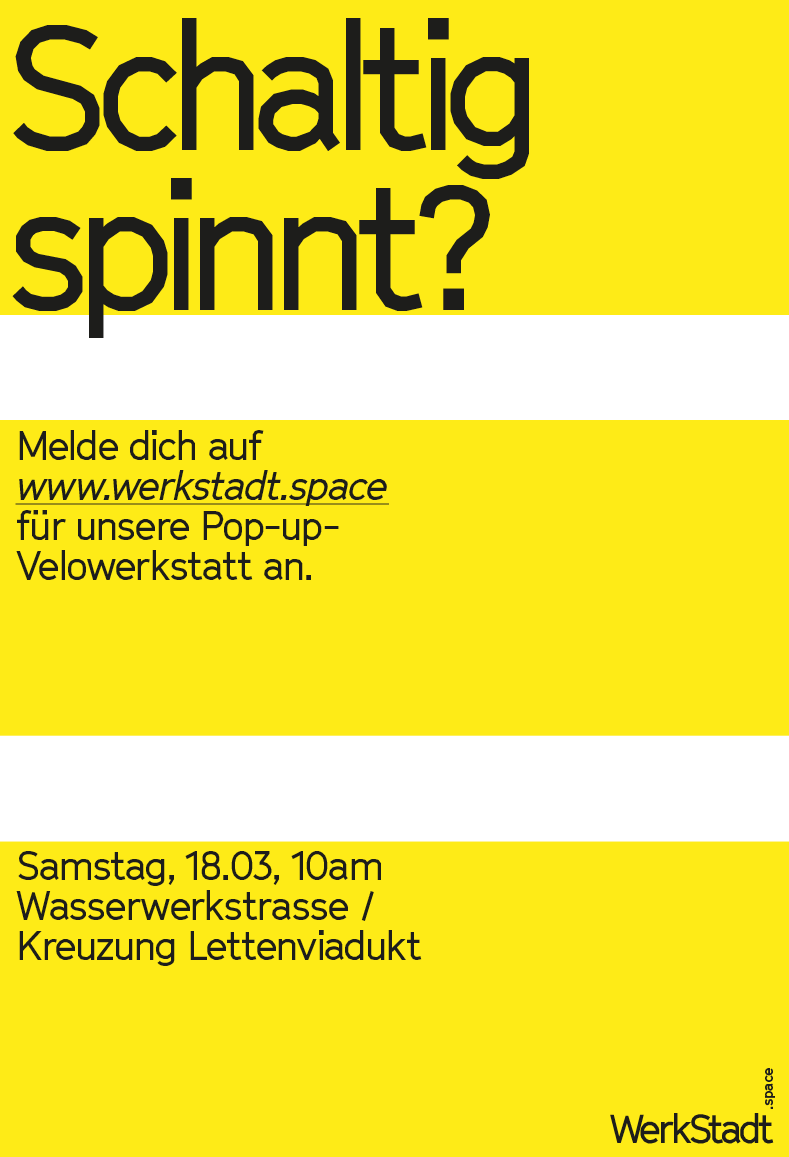 Schaltig
spinnt?
Melde dich auf
www.werkstadt.space
für unsere Pop-up-
Velowerkstatt an.
Samstag, 18.03, 10am
Wasserwerkstrasse /
Kreuzung Lettenviadukt
WerkStadt
.space